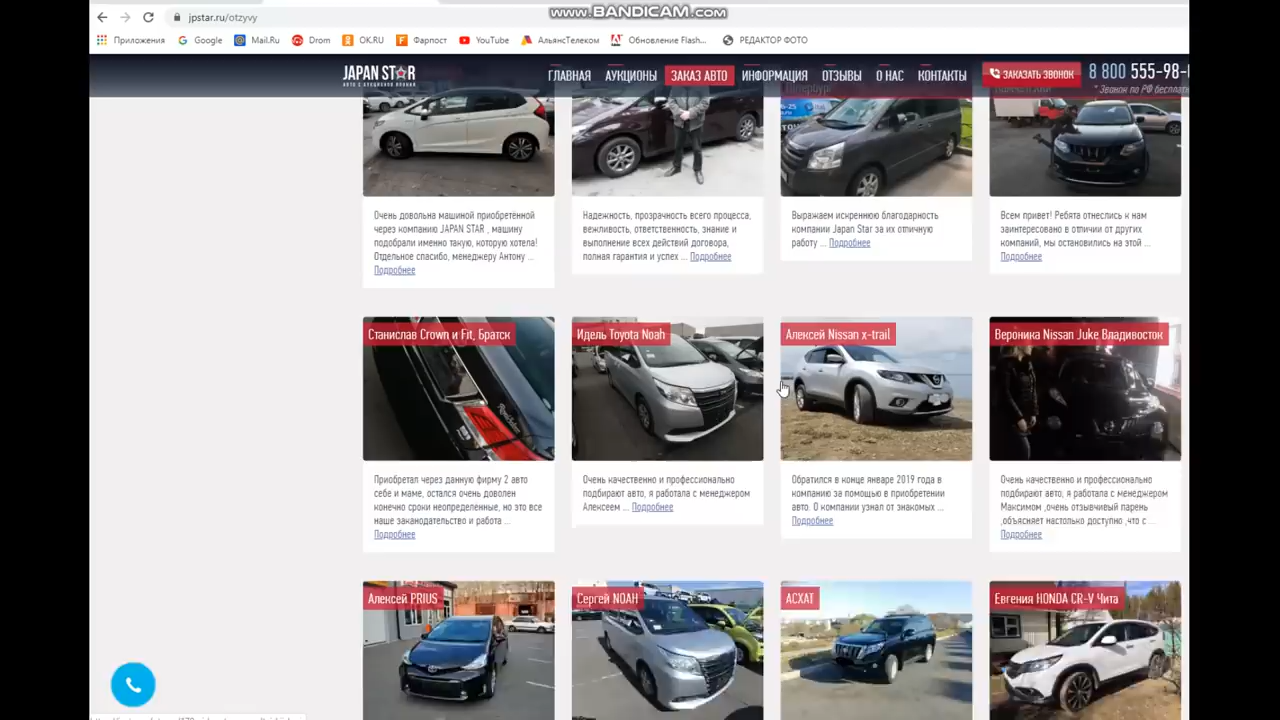 www.BANDICAM.com
jpstar.ru/otzyvy
Приложения Google Mail.Ru Drom OK.RU Фарпост YouTube АльянсТелеком Обновление Flash... РЕДАКТОР ФОТО
JAPAN STAR
ГЛАВНАЯ АУКЦИОНЫ ЗАКАЗ АВТО ИНФОРМАЦИЯ ОТЗЫВЫ О НАС КОНТАКТЫ
ЗАКАЗАТЬ ЗВОНОК
8 800 555-98-
* Звонок по РФ
Очень довольна машиной приобретенной
через компанию JAPAN STAR , машину
подобрали именно такую, которую хотела!
Отдельное спасибо, менеджеру Антону ...
Подробнее
Надежность, прозрачность всего процесса,
вежливость, ответственность, знание и
выполнение всех действий договора,
полная гарантия и успех ... Подробнее
Выражаем искреннюю благодарность
компании Japan Star за их отличную
работу ... Подробнее
Всем привет! Ребята отнеслись к нам
заинтересовано в отличии от других
компаний, мы остановились на этой ...
Подробнее
Станислав Crown и Fit, Братск
Приобретал через данную фирму 2 авто
себе и маме, остался очень доволен
конечно сроки неопределенные, но это все
наше законодательство и работа ...
Подробнее
Идель Toyota Noah
Очень качественно и профессионально
подбирают авто, я работала с менеджером
Алексеем ... Подробнее
Алексей Nissan x-trail
Обратился в конце января 2019 года в
компанию за помощью в приобретении
авто. О компании узнал от знакомых ...
Подробнее
Вероника Nissan Juke Владивосток
Очень качественно и профессионально
подбирают авто, я работала с менеджером
Максимом ,очень отзывчивый парень
,объясняет настолько доступно ,что с ...
Подробнее
Алексей PRIUS
Сергей NOAH
АСХАТ
Евгения HONDA CR-V Чита